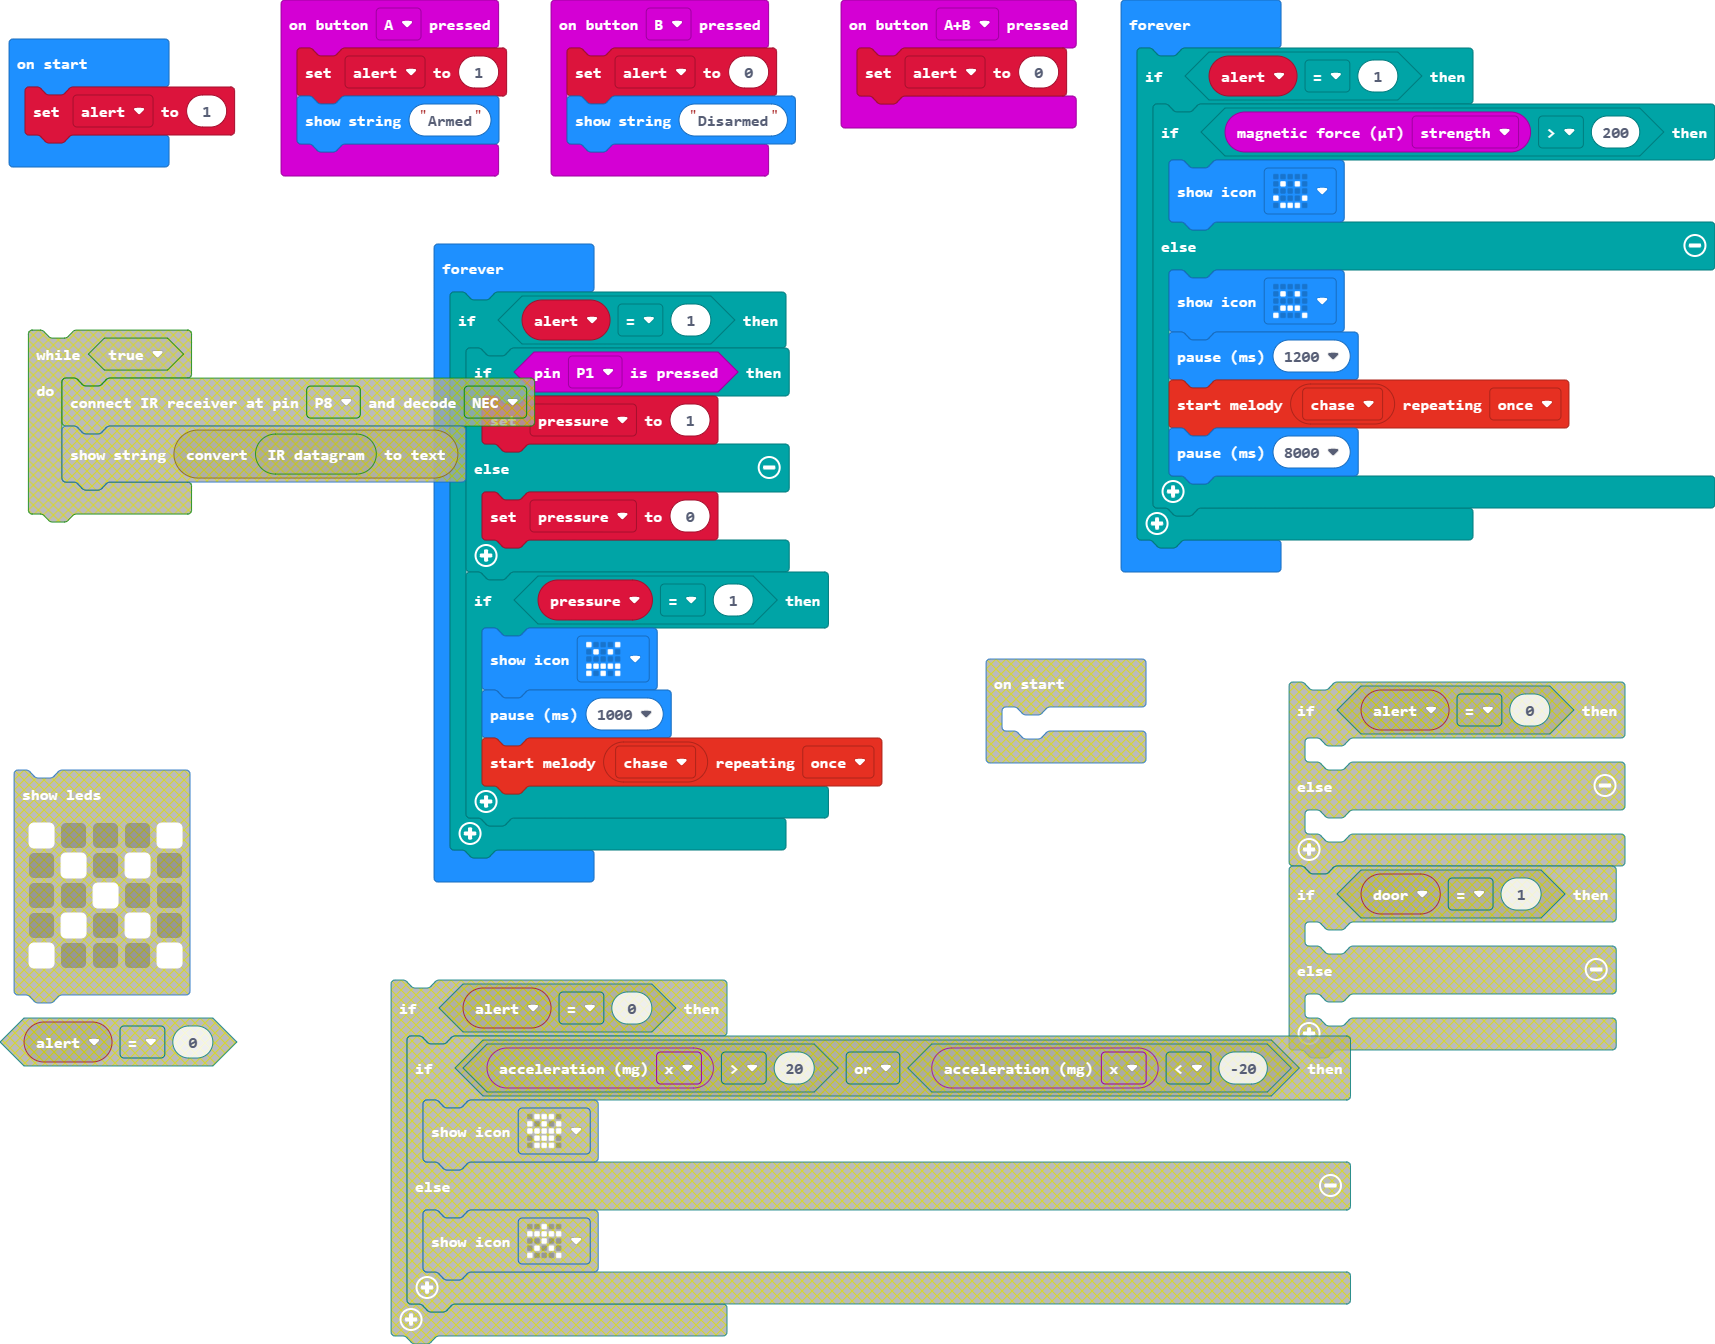 on start
set alert to 1
on button A pressed
set alert to 1
show string "Armed"
on button B pressed
set alert to 0
show string "Disarmed"
on button A+B pressed
set alert to 0
forever
if alert = 1 then
if magnetic force (µT) strength > 200 then
show icon
else
show icon
pause (ms) 1200
start melody chase repeating once
pause (ms) 8000
while true
do
connect IR receiver at pin P8 and decode NEC
show string convert IR datagram to text
forever
if alert = 1 then
if pin P1 is pressed then
set pressure to 1
else
set pressure to 0
if pressure = 1 then
show icon
pause (ms) 1000
start melody chase repeating once
on start
if alert = 0 then
else
if door = 1 then
else
show leds
alert = 0
if alert = 0 then
if acceleration (mg) x > 20 or acceleration (mg) x < -20 then
show icon
else
show icon